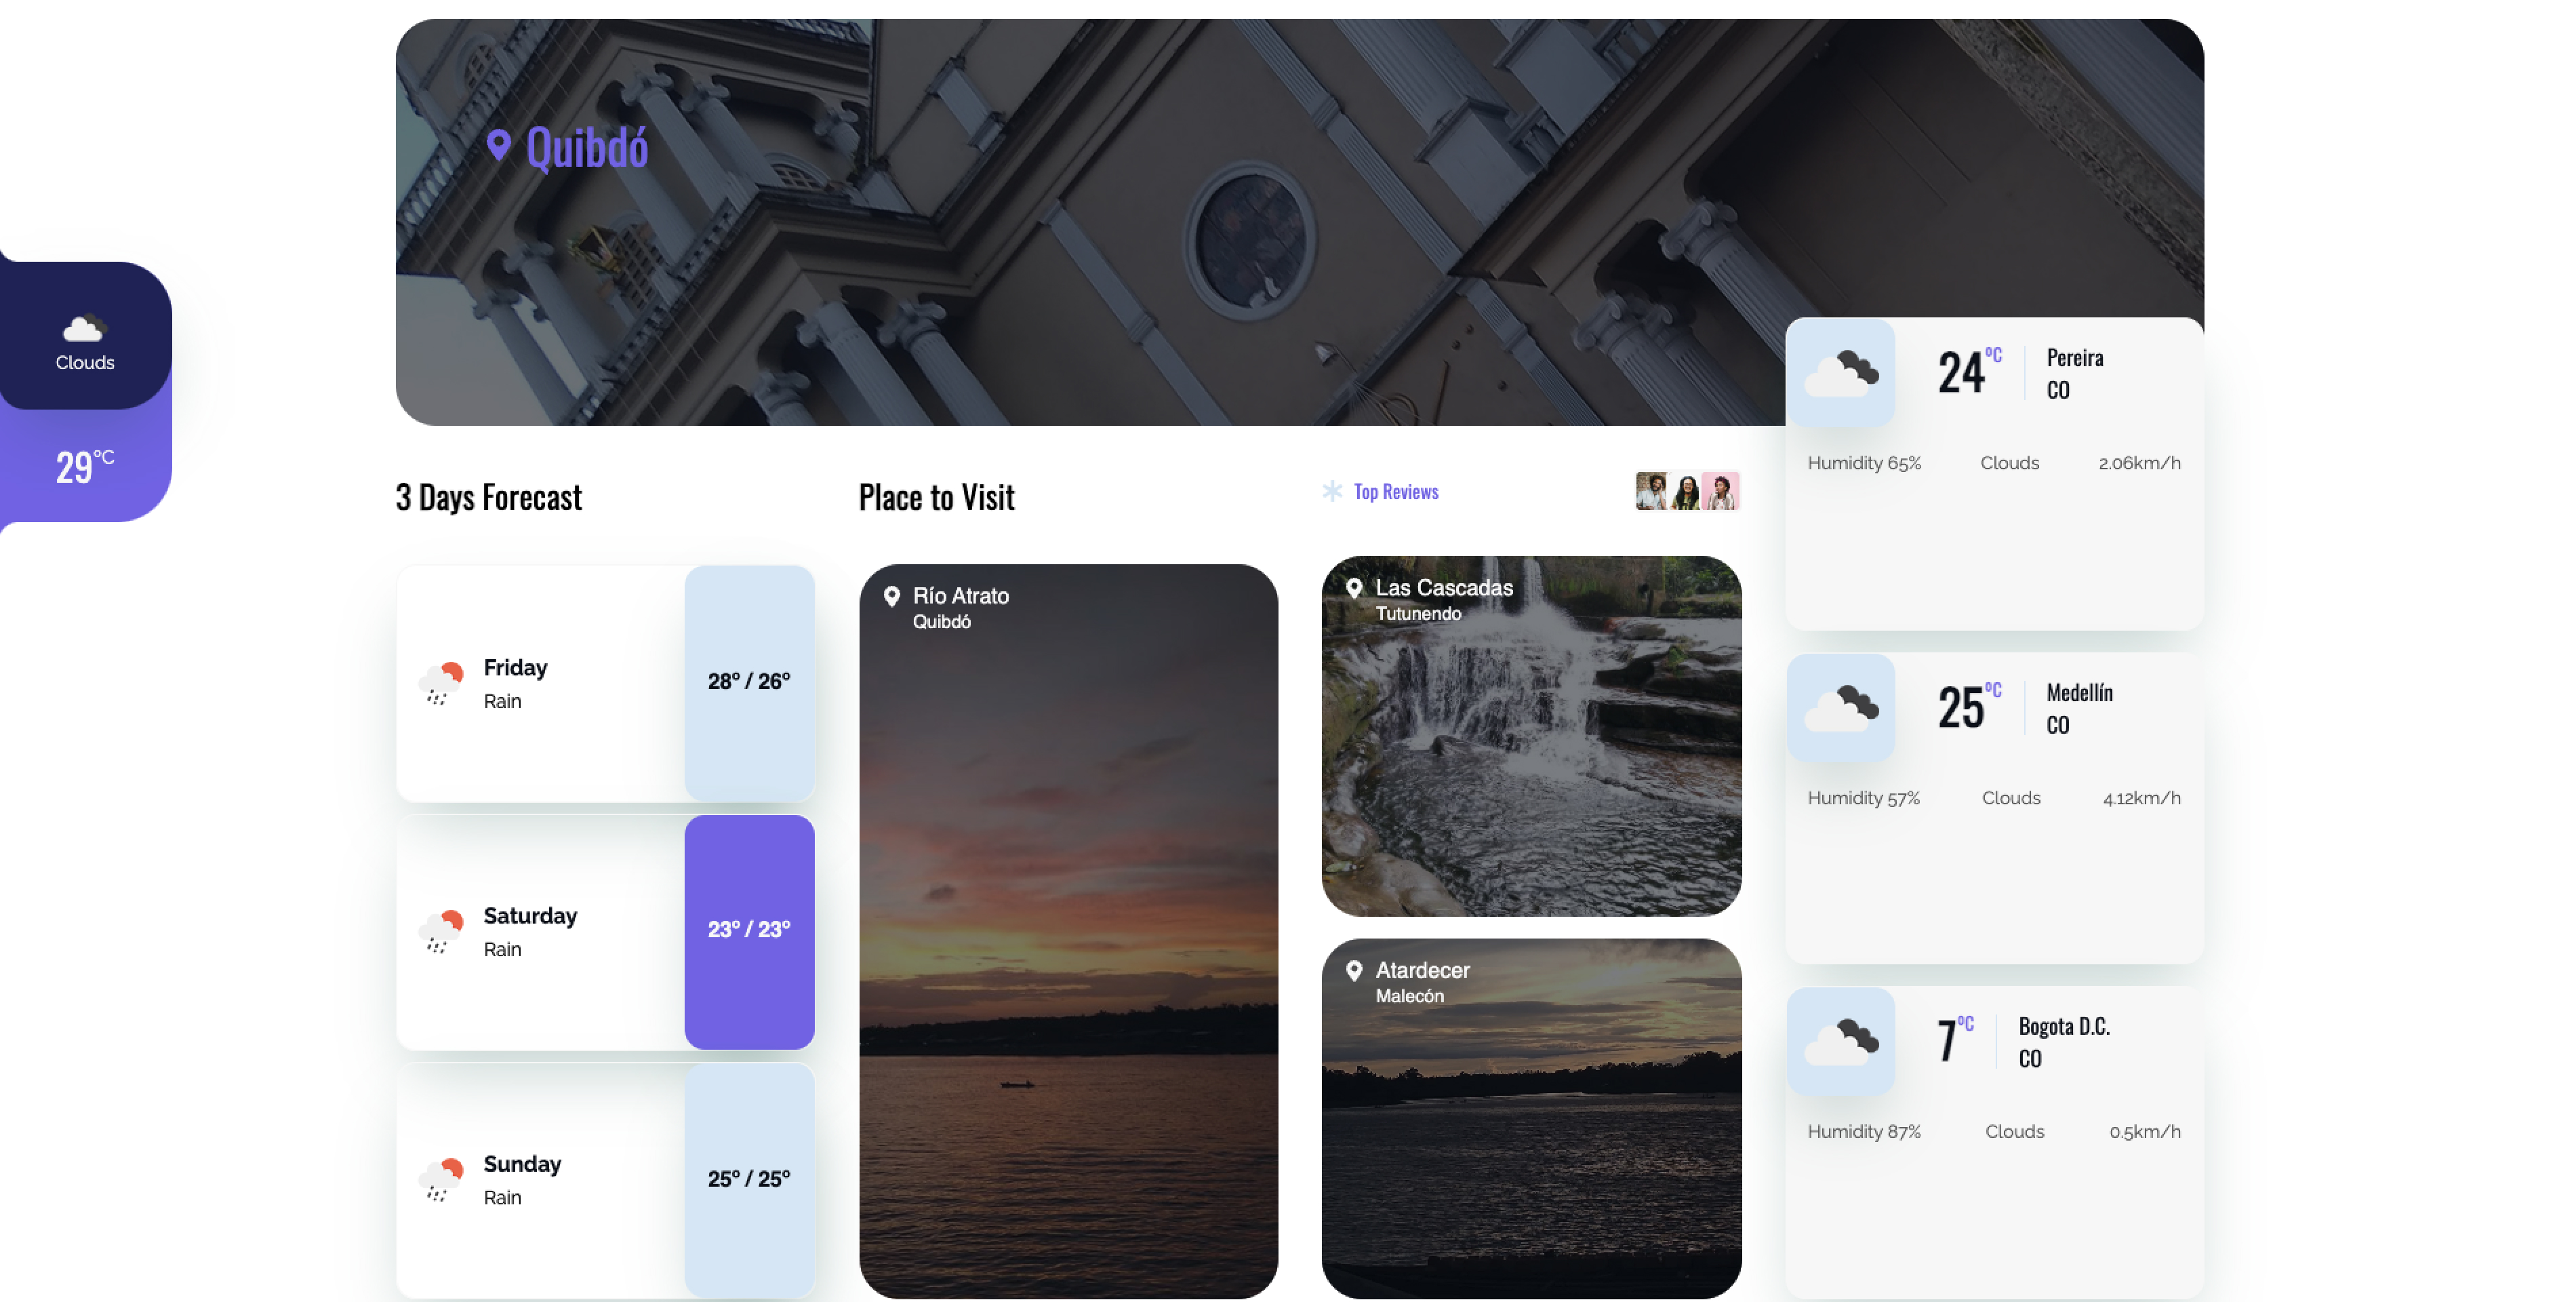 Quibdó
Clouds
29°C
3 Days Forecast
Friday
Rain
28° / 26°
Saturday
Rain
23° / 23°
Sunday
Rain
25° / 25°
Place to Visit
Río Atrato
Quibdó
Top Reviews
Las Cascadas
Tutunendo
Atardecer
Malecón
24°C
Pereira
CO
Humidity 65% Clouds 2.06km/h
25°C
Medellín
CO
Humidity 57% Clouds 4.12km/h
7°C
Bogota D.C.
CO
Humidity 87% Clouds 0.5km/h